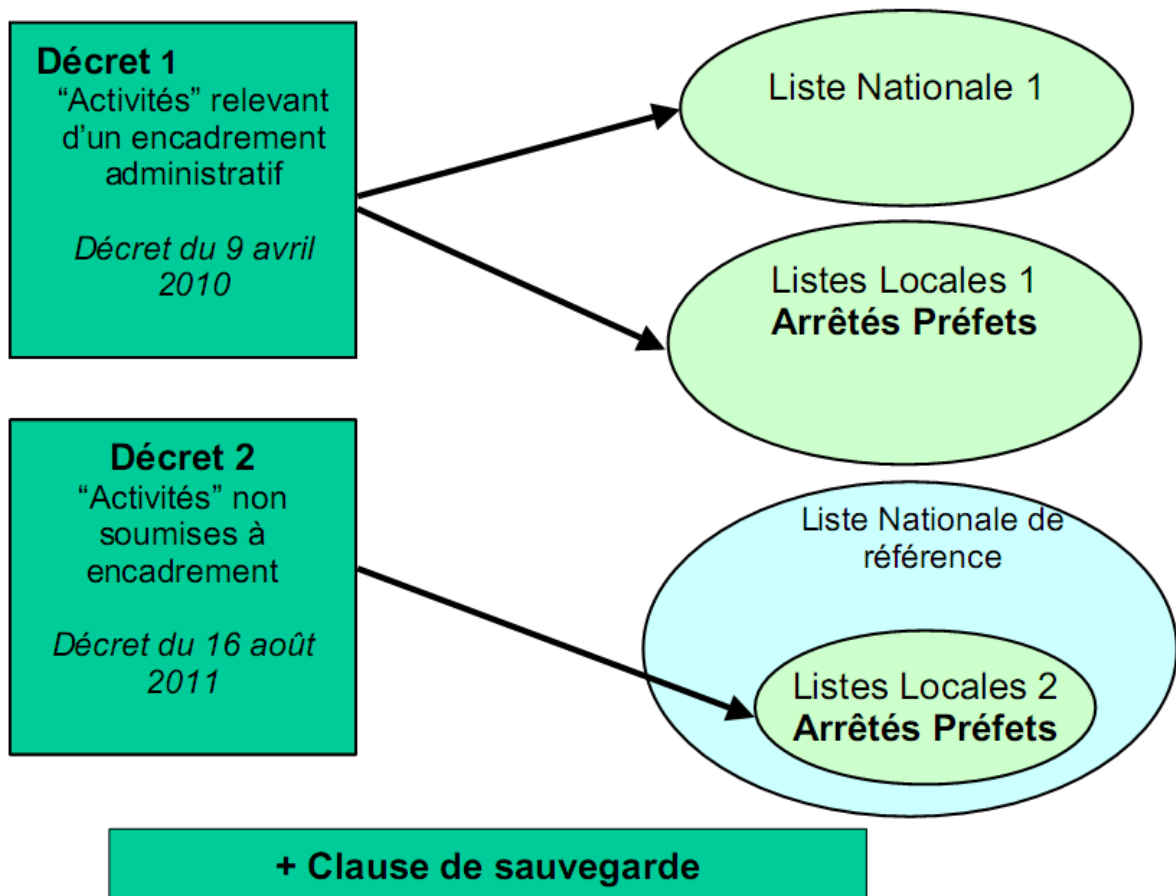 Décret 1
“Activités” relevant
d’un encadrement
administratif
Décret du 9 avril
2010
Liste Nationale 1
Listes Locales 1
Arrêtés Préfets
Décret 2
“Activités” non
soumises à
encadrement
Décret du 16 août
2011
Liste Nationale de
référence
Listes Locales 2
Arrêtés Préfets
+ Clause de sauvegarde